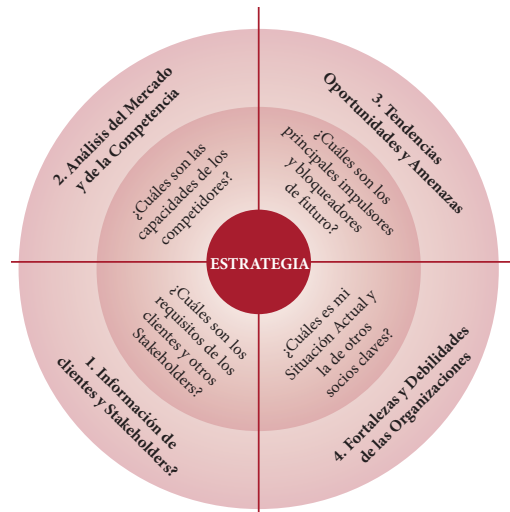 2. Análisis del Mercado
y de la Competencia
3. Tendencias
Oportunidades y Amenazas
¿Cuáles son las
capacidades de los
competidores?
¿Cuáles son los
principales impulsores
y bloqueadores
de futuro?
ESTRATEGIA
¿Cuáles son los
requisitos de los
clientes y otros
Stakeholders?
¿Cuáles es mi
Situación Actual y
la de otros
socios claves?
1. Información de
clientes y Stakeholders?
4. Fortalezas y Debilidades
de las Organizaciones